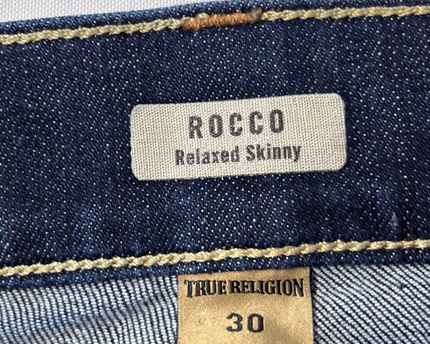 ROCCO
Relaxed Skinny
TRUE RELIGION
30